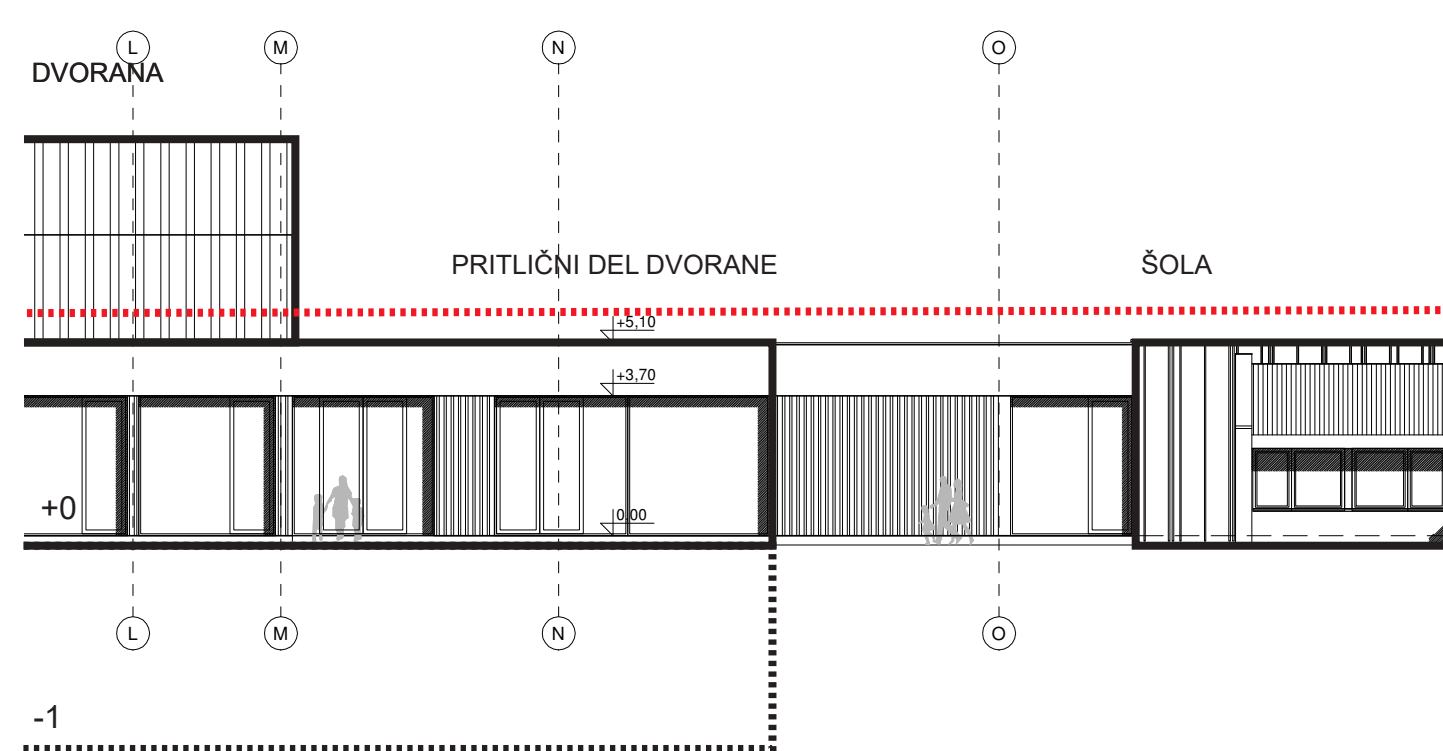 L M N O
DVORANA
PRITLIČNI DEL DVORANE ŠOLA
+5,10
+3,70
+0
0,00
L M N O
-1